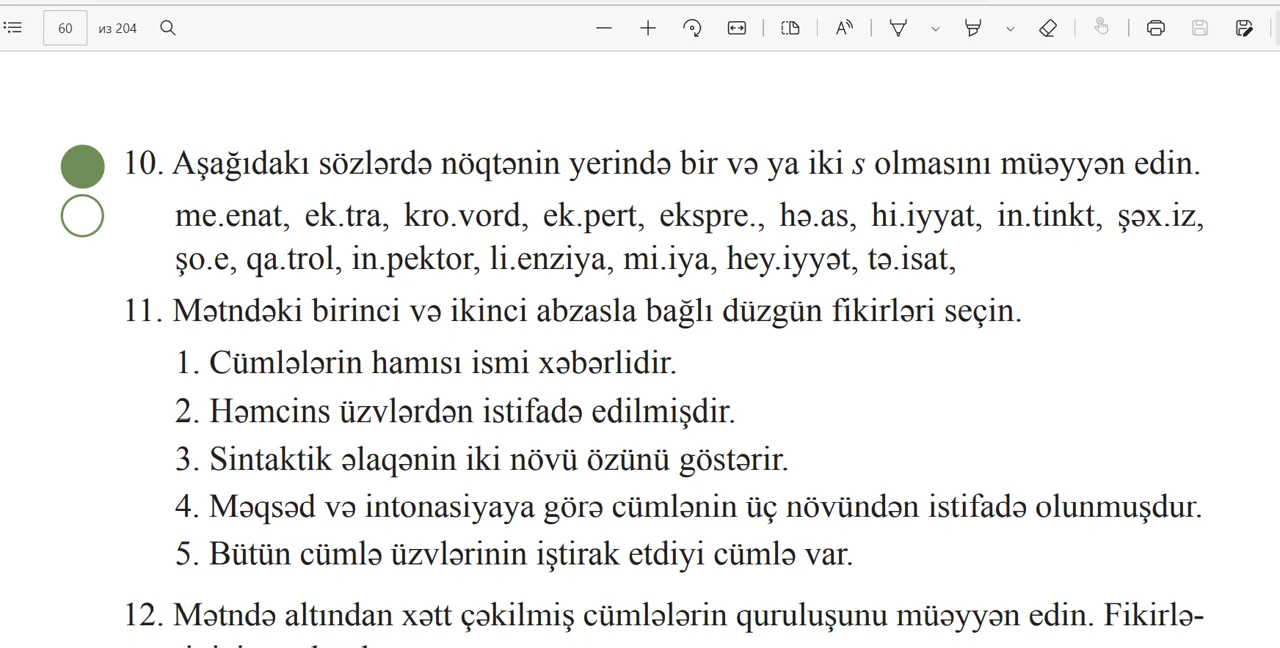 60 из 204
10. Aşağıdakı sözlərdə nöqtənin yerində bir və ya iki s olmasını müəyyən edin.
me.enat, ek.tra, kro.vord, ek.pert, ekspre., hə.as, hi.iyyat, in.tinkt, şəx.iz,
şo.e, qa.trol, in.pektor, li.enziya, mi.iya, hey.iyyət, tə.isat,
11. Mətndəki birinci və ikinci abzasla bağlı düzgün fikirləri seçin.
1. Cümlələrin hamısı ismi xəbərlidir.
2. Həmcins üzvlərdən istifadə edilmişdir.
3. Sintaktik əlaqənin iki növü özünü göstərir.
4. Məqsəd və intonasiyaya görə cümlənin üç növündən istifadə olunmuşdur.
5. Bütün cümlə üzvlərinin iştirak etdiyi cümlə var.
12. Mətndə altından xətt çəkilmiş cümlələrin quruluşunu müəyyən edin. Fikirlə-